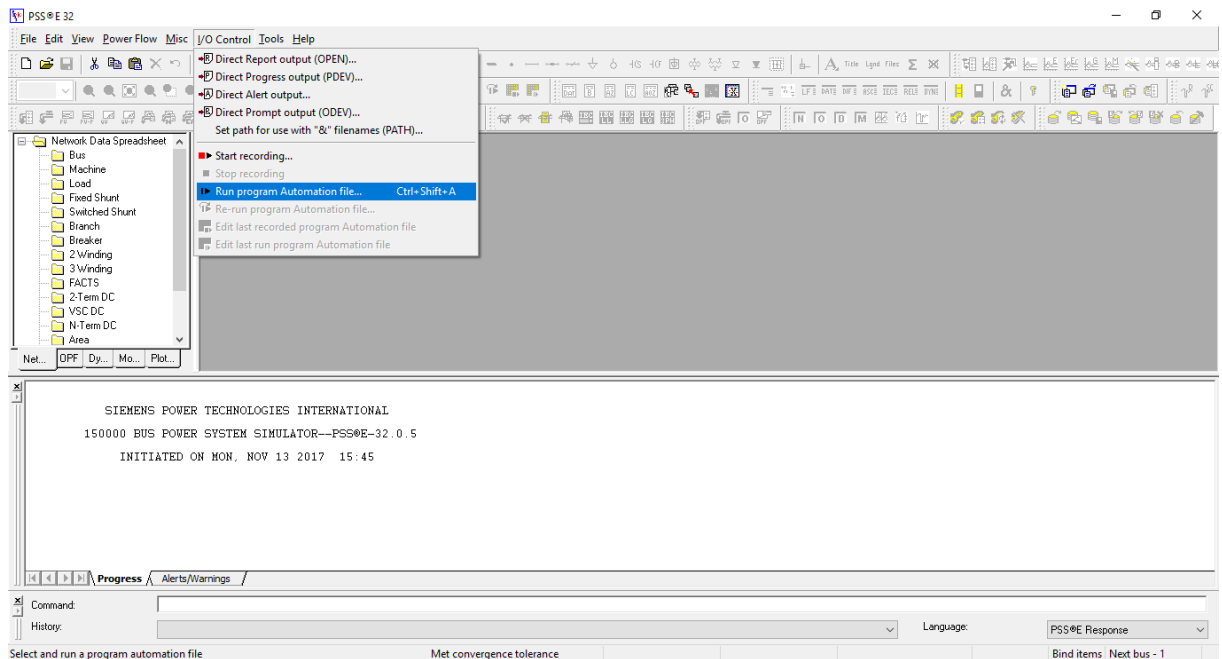 PSS®E 32
File Edit View Power Flow Misc I/O Control Tools Help
Direct Report output (OPEN)...
Direct Progress output (PDEV)...
Direct Alert output...
Direct Prompt output (ODEV)...
Set path for use with "&" filenames (PATH)...
Start recording...
Stop recording
Run program Automation file... Ctrl+Shift+A
Re-run program Automation file...
Edit last recorded program Automation file
Edit last run program Automation file
Network Data Spreadsheet
Bus
Machine
Load
Fixed Shunt
Switched Shunt
Branch
Breaker
2 Winding
3 Winding
FACTS
2-Term DC
VSC DC
N-Term DC
Area
Net... OPF Dy... Mo... Plot...
SIEMENS POWER TECHNOLOGIES INTERNATIONAL
150000 BUS POWER SYSTEM SIMULATOR--PSS®E-32.0.5
INITIATED ON MON, NOV 13 2017 15:45
Progress Alerts/Warnings
Command:
History: Language: PSS®E Response
Select and run a program automation file Met convergence tolerance Bind items Next bus - 1